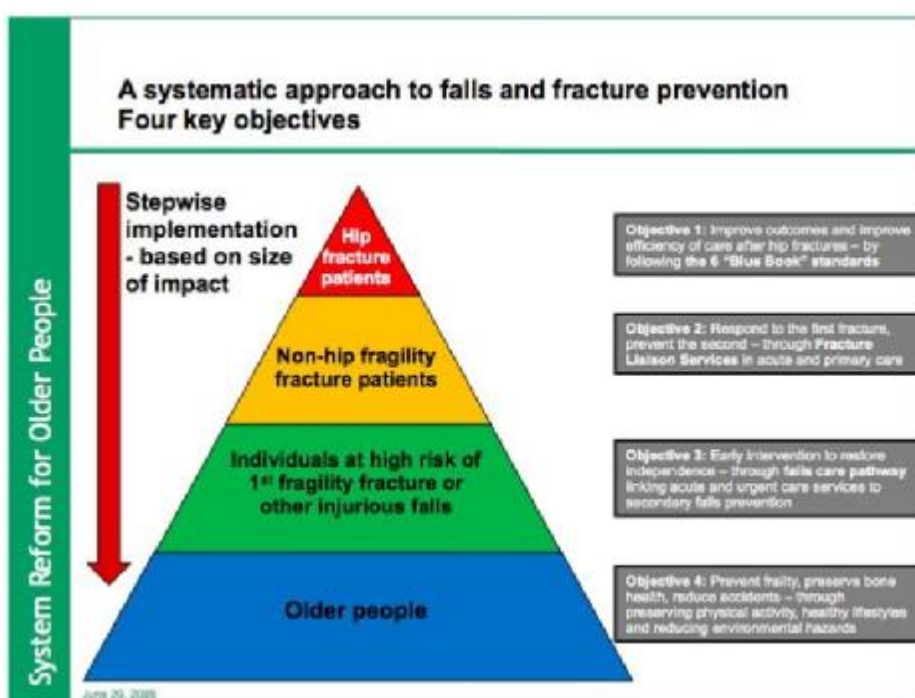 A systematic approach to falls and fracture prevention
Four key objectives
System Reform for Older People
Stepwise
implementation
- based on size
of impact
Hip
fracture
patients
Non-hip fragility
fracture patients
Individuals at high risk of
1st fragility fracture or
other injurious falls
Older people
Objective 1: Improve outcomes and improve
efficiency of care after hip fractures – by
following the 6 "Blue Book" standards
Objective 2: Respond to the first fracture,
prevent the second – through Fracture
Liaison Services in acute and primary care
Objective 3: Early intervention to restore
independence – through falls care pathway
linking acute and urgent care services to
secondary falls prevention
Objective 4: Prevent frailty, preserve bone
health, reduce accidents – through
preserving physical activity, healthy lifestyles
and reducing environmental hazards
June